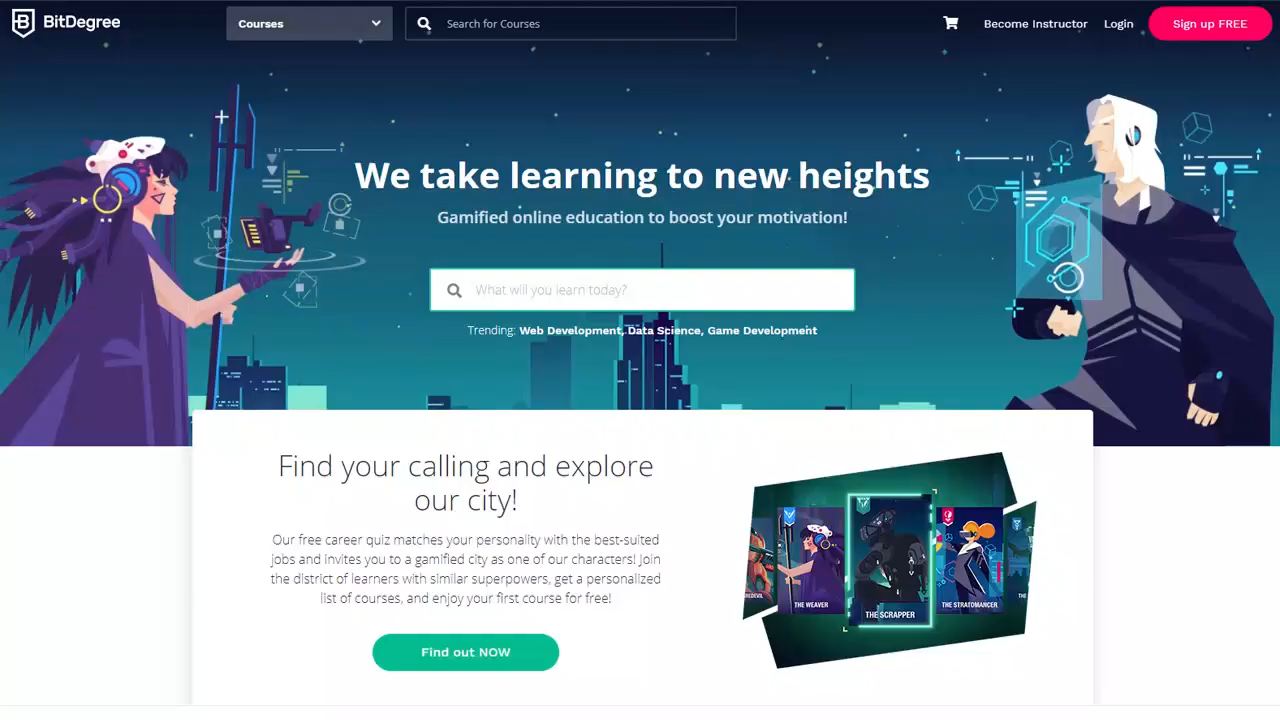 BitDegree
Courses
Search for Courses
Become Instructor
Login
Sign up FREE
We take learning to new heights
Gamified online education to boost your motivation!
What will you learn today?
Trending: Web Development, Data Science, Game Development
Find your calling and explore
our city!
Our free career quiz matches your personality with the best-suited
jobs and invites you to a gamified city as one of our characters! Join
the district of learners with similar superpowers, get a personalized
list of courses, and enjoy your first course for free!
Find out NOW
REDEVIL
THE WEAVER
THE SCRAPPER
THE STRATOMANCER
THE